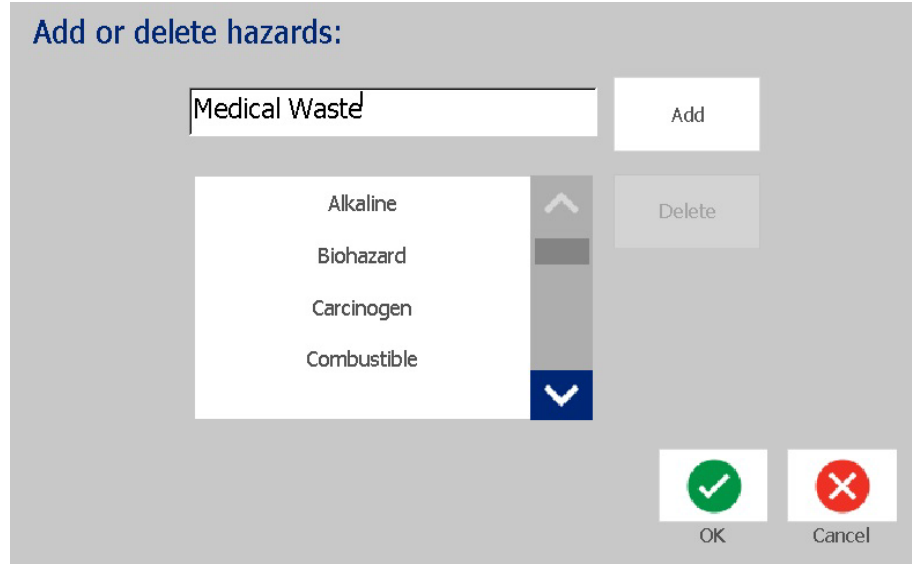 Add or delete hazards:
Medical Waste
Add
Alkaline
Delete
Biohazard
Carcinogen
Combustible
OK
Cancel